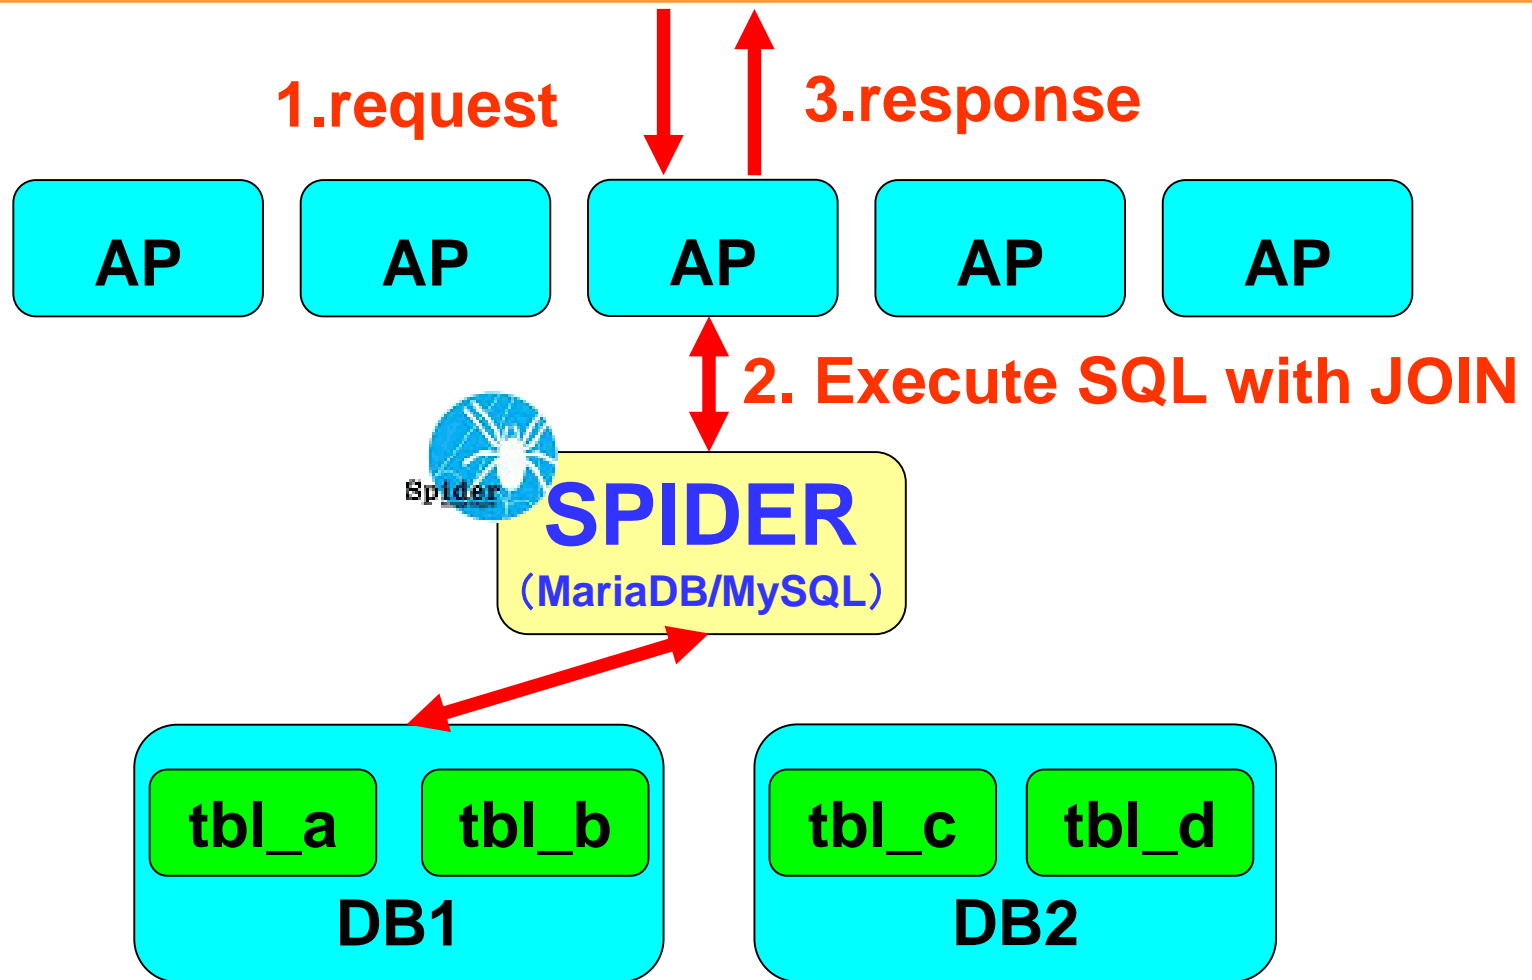 1.request
3.response
AP AP AP AP AP
2. Execute SQL with JOIN
Spider
SPIDER
（MariaDB/MySQL）
tbl_a tbl_b tbl_c tbl_d
DB1 DB2